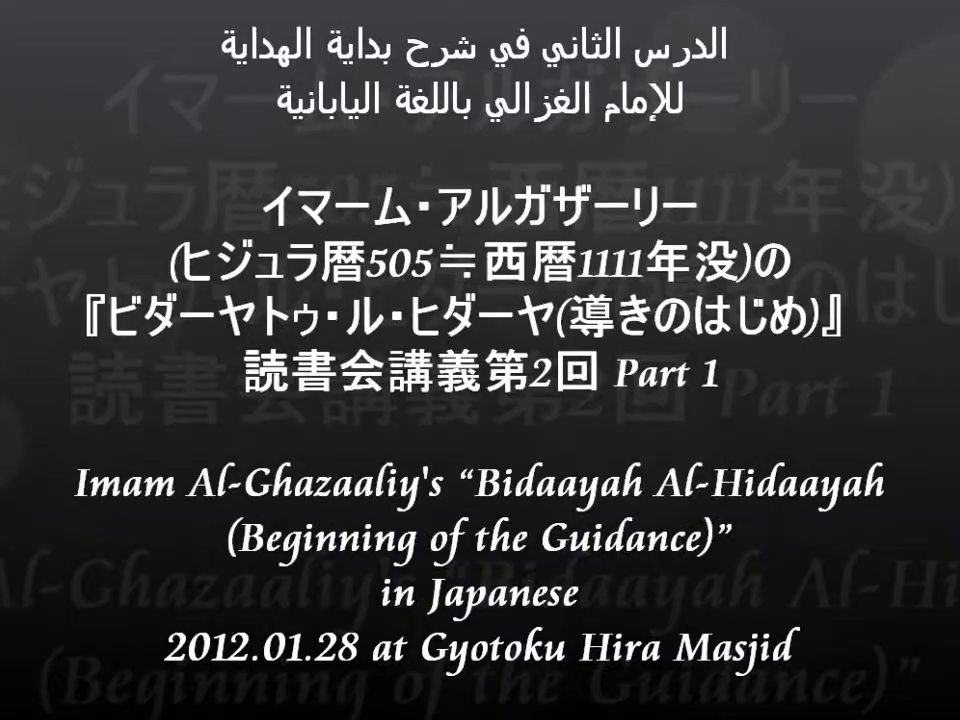 الدرس الثاني في شرح بداية الهداية
للإمام الغزالي باللغة اليابانية
イマーム・アルガザーリー
(ヒジュラ暦505≒西暦1111年没)の
『ビダーヤトゥ・ル・ヒダーヤ(導きのはじめ)』
読書会講義第2回 Part 1
Imam Al-Ghazaaliy's “Bidaayah Al-Hidaayah
(Beginning of the Guidance)”
in Japanese
2012.01.28 at Gyotoku Hira Masjid